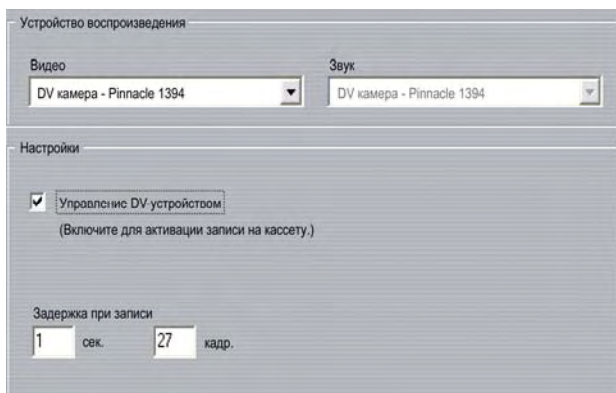 Устройство воспроизведения
Видео Звук
DV камера - Pinnacle 1394 DV камера - Pinnacle 1394
Настройки
Управление DV-устройством
(Включите для активации записи на кассету.)
Задержка при записи
1 сек. 27 кадр.